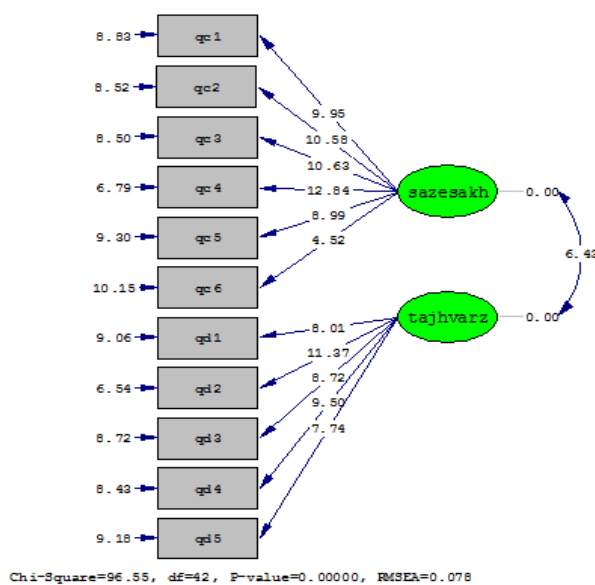 8.83 qc1
8.52 qc2
9.95
8.50 qc3
10.58
10.63
6.79 qc4
12.84
sazesakh 0.00
9.30 qc5
8.99
4.52
6.43
10.15 qc6
9.06 qd1
8.01
tajhvarz 0.00
11.37
6.54 qd2
8.72
9.50
8.72 qd3
7.74
8.43 qd4
9.18 qd5
Chi-Square=96.55, df=42, P-value=0.00000, RMSEA=0.078